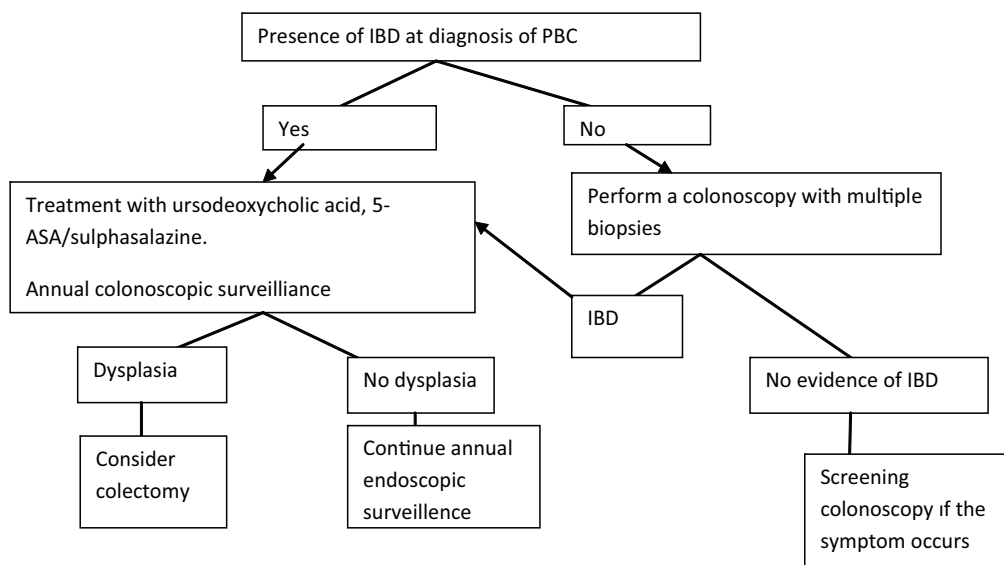 Presence of IBD at diagnosis of PBC
Yes
No
Treatment with ursodeoxycholic acid, 5-
ASA/sulphasalazine.
Annual colonoscopic surveilliance
Perform a colonoscopy with multiple
biopsies
IBD
Dysplasia
No dysplasia
No evidence of IBD
Consider
colectomy
Continue annual
endoscopic
surveillence
Screening
colonoscopy ıf the
symptom occurs